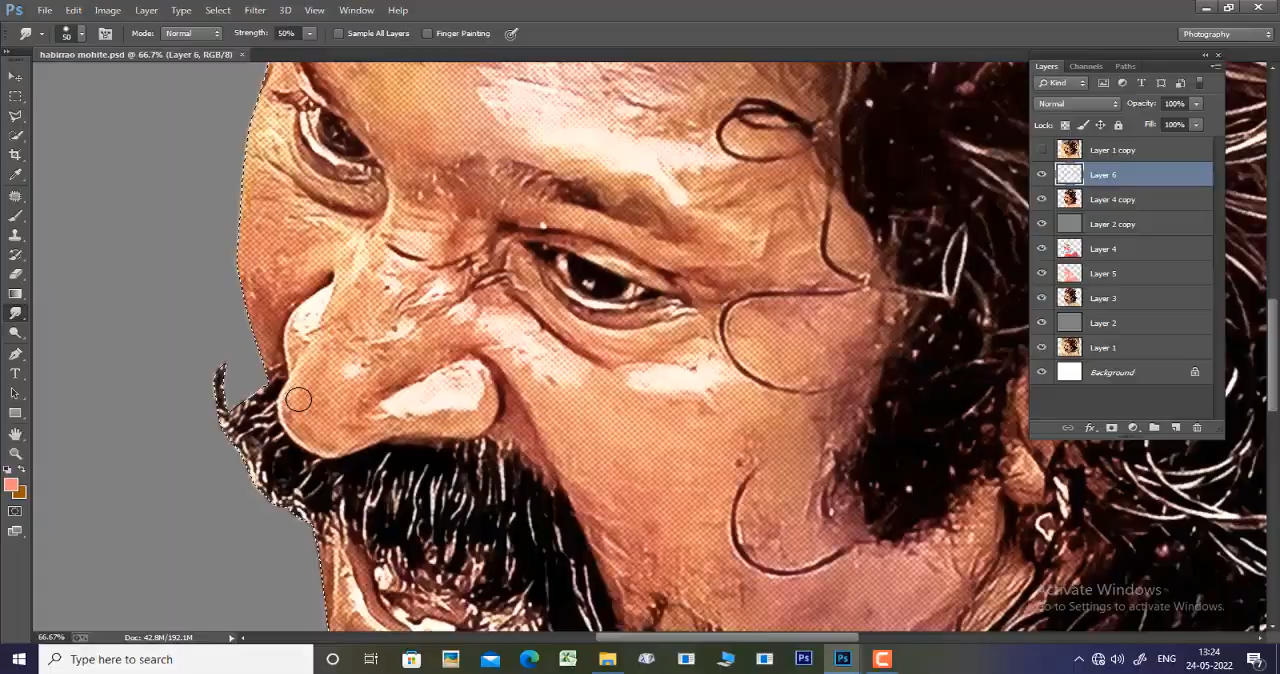 Ps File Edit Image Layer Type Select Filter 3D View Window Help
50 Mode: Normal Strength: 50% Sample All Layers Finger Painting Photography
habirrao mohite.psd @ 66.7% (Layer 6, RGB/8) ×
Layers Channels Paths
Kind
Normal Opacity: 100%
Lock: Fill: 100%
Layer 1 copy
Layer 6
Layer 4 copy
Layer 2 copy
Layer 4
Layer 5
Layer 3
Layer 2
Layer 1
Background
Activate Windows
Go to Settings to activate Windows.
66.67% Doc: 42.8M/192.1M
Type here to search
Ps Ps
ENG
13:24
24-05-2022
7